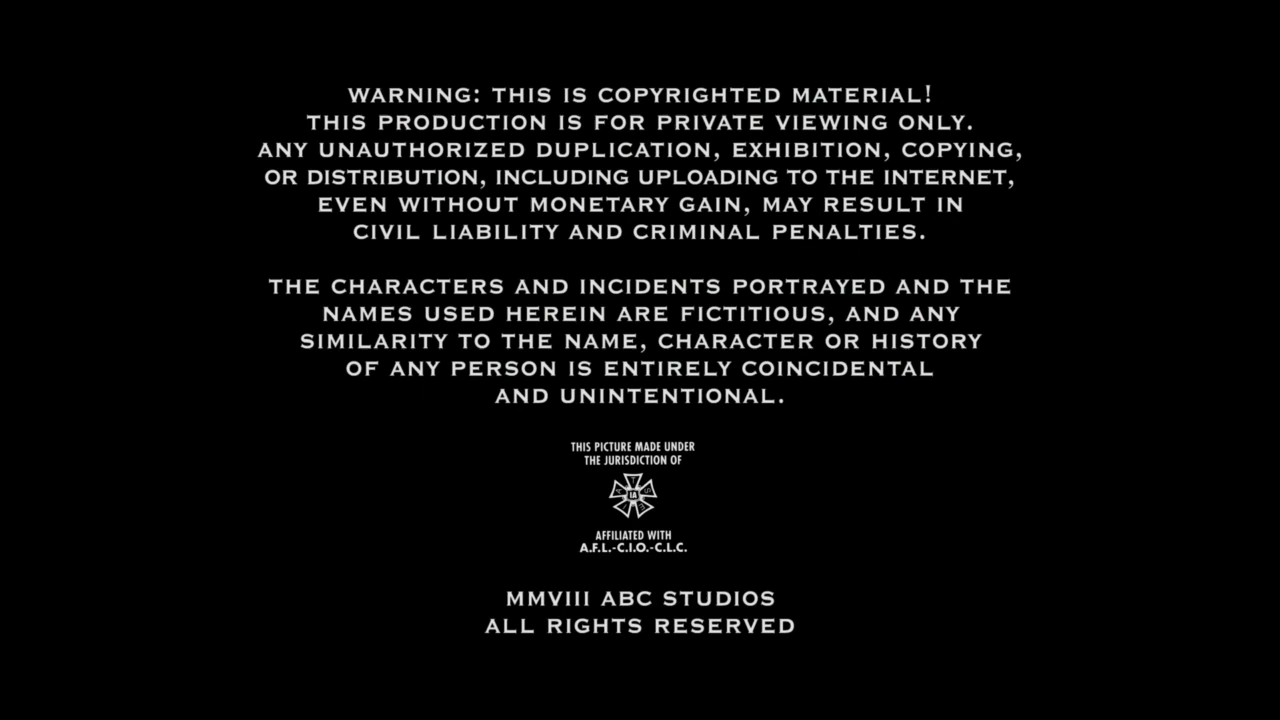 WARNING: THIS IS COPYRIGHTED MATERIAL!
THIS PRODUCTION IS FOR PRIVATE VIEWING ONLY.
ANY UNAUTHORIZED DUPLICATION, EXHIBITION, COPYING,
OR DISTRIBUTION, INCLUDING UPLOADING TO THE INTERNET,
EVEN WITHOUT MONETARY GAIN, MAY RESULT IN
CIVIL LIABILITY AND CRIMINAL PENALTIES.
THE CHARACTERS AND INCIDENTS PORTRAYED AND THE
NAMES USED HEREIN ARE FICTITIOUS, AND ANY
SIMILARITY TO THE NAME, CHARACTER OR HISTORY
OF ANY PERSON IS ENTIRELY COINCIDENTAL
AND UNINTENTIONAL.
THIS PICTURE MADE UNDER
THE JURISDICTION OF
IA
AFFILIATED WITH
A.F.L.-C.I.O.-C.L.C.
MMVIII ABC STUDIOS
ALL RIGHTS RESERVED